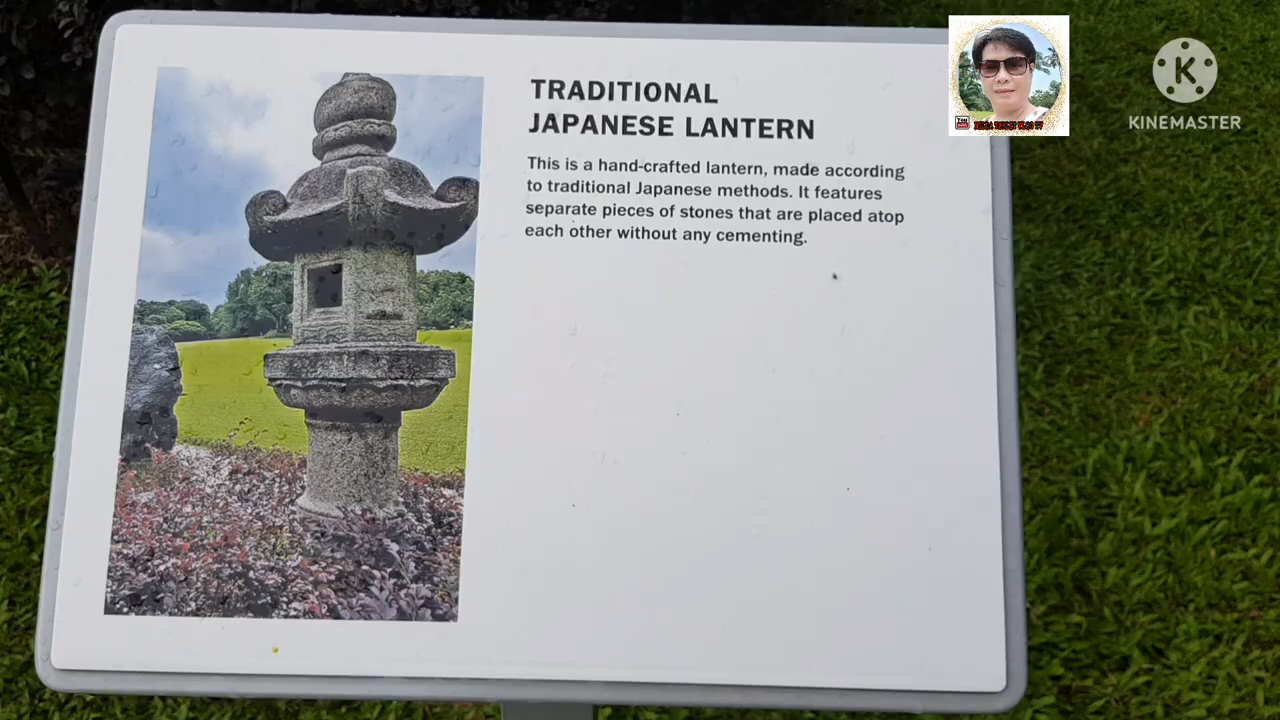 TRADITIONAL
JAPANESE LANTERN
This is a hand-crafted lantern, made according
to traditional Japanese methods. It features
separate pieces of stones that are placed atop
each other without any cementing.
K
KINEMASTER
You